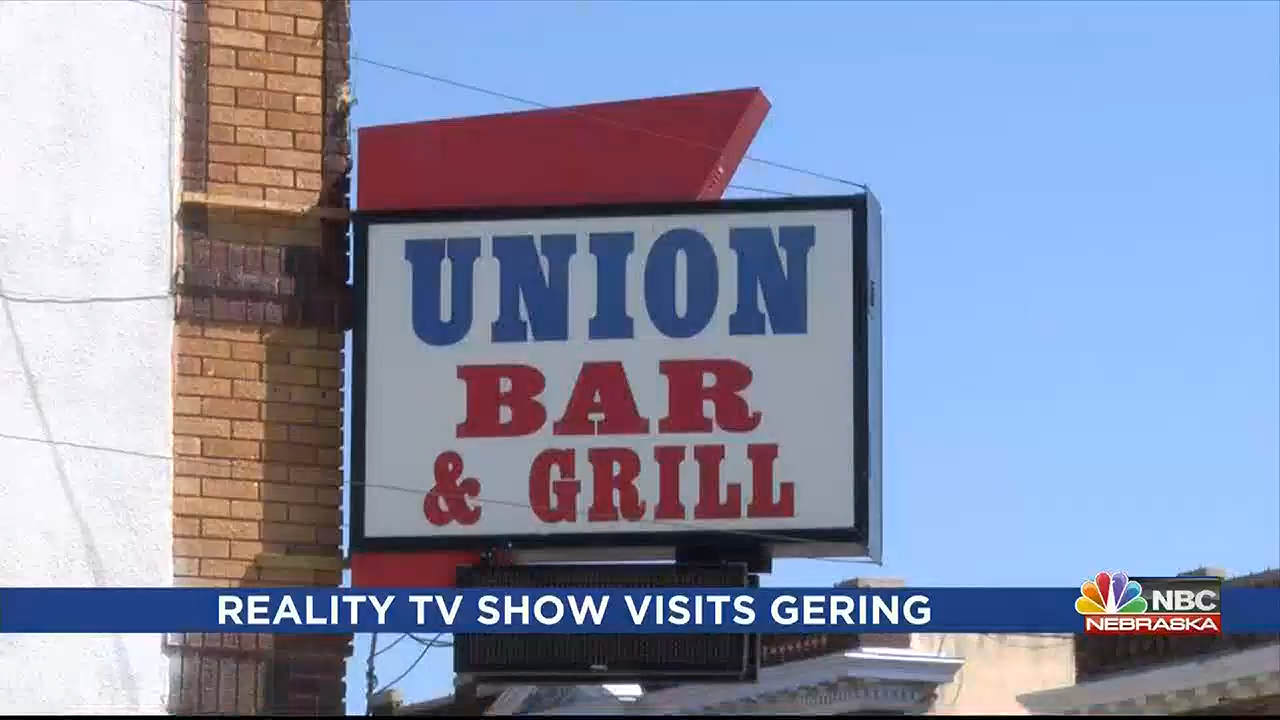 UNION
BAR
& GRILL
REALITY TV SHOW VISITS GERING
NBC
NEBRASKA